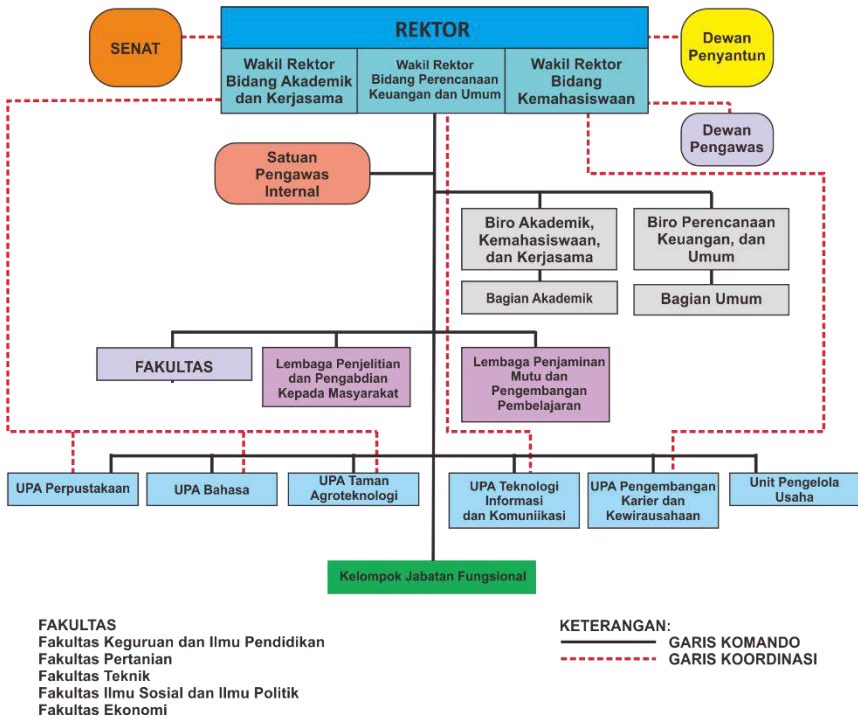 SENAT
REKTOR
Dewan
Penyantun
Wakil Rektor
Bidang Akademik
dan Kerjasama
Wakil Rektor
Bidang Perencanaan
Keuangan dan Umum
Wakil Rektor
Bidang
Kemahasiswaan
Dewan
Pengawas
Satuan
Pengawas
Internal
Biro Akademik,
Kemahasiswaan,
dan Kerjasama
Biro Perencanaan
Keuangan, dan
Umum
Bagian Akademik
Bagian Umum
FAKULTAS
Lembaga Penjelitian
dan Pengabdian
Kepada Masyarakat
Lembaga Penjaminan
Mutu dan
Pengembangan
Pembelajaran
UPA Perpustakaan
UPA Bahasa
UPA Taman
Agroteknologi
UPA Teknologi
Informasi
dan Komuniikasi
UPA Pengembangan
Karier dan
Kewirausahaan
Unit Pengelola
Usaha
Kelompok Jabatan Fungsional
FAKULTAS
Fakultas Keguruan dan Ilmu Pendidikan
Fakultas Pertanian
Fakultas Teknik
Fakultas Ilmu Sosial dan Ilmu Politik
Fakultas Ekonomi
KETERANGAN:
GARIS KOMANDO
GARIS KOORDINASI